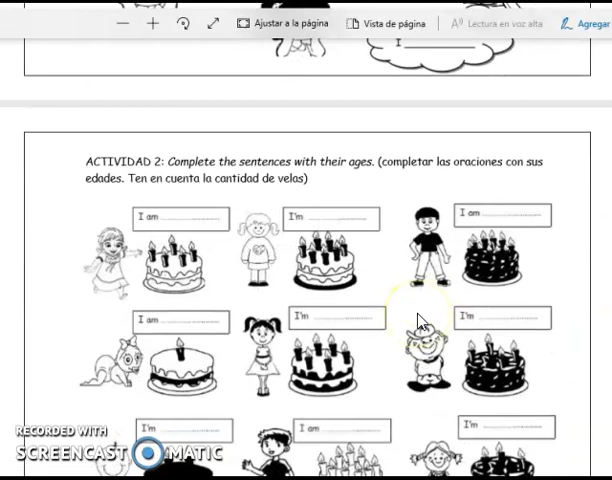 Ajustar a la página
Vista de página
Lectura en voz alta
Agregar
I
ACTIVIDAD 2: Complete the sentences with their ages. (completar las oraciones con sus
edades. Ten en cuenta la cantidad de velas)
I am ....................
I'm ....................
I am ....................
I am ....................
I'm ....................
I'm ....................
I'm ....................
I am ....................
I'm ....................
RECORDED WITH
SCREENCAST MATIC